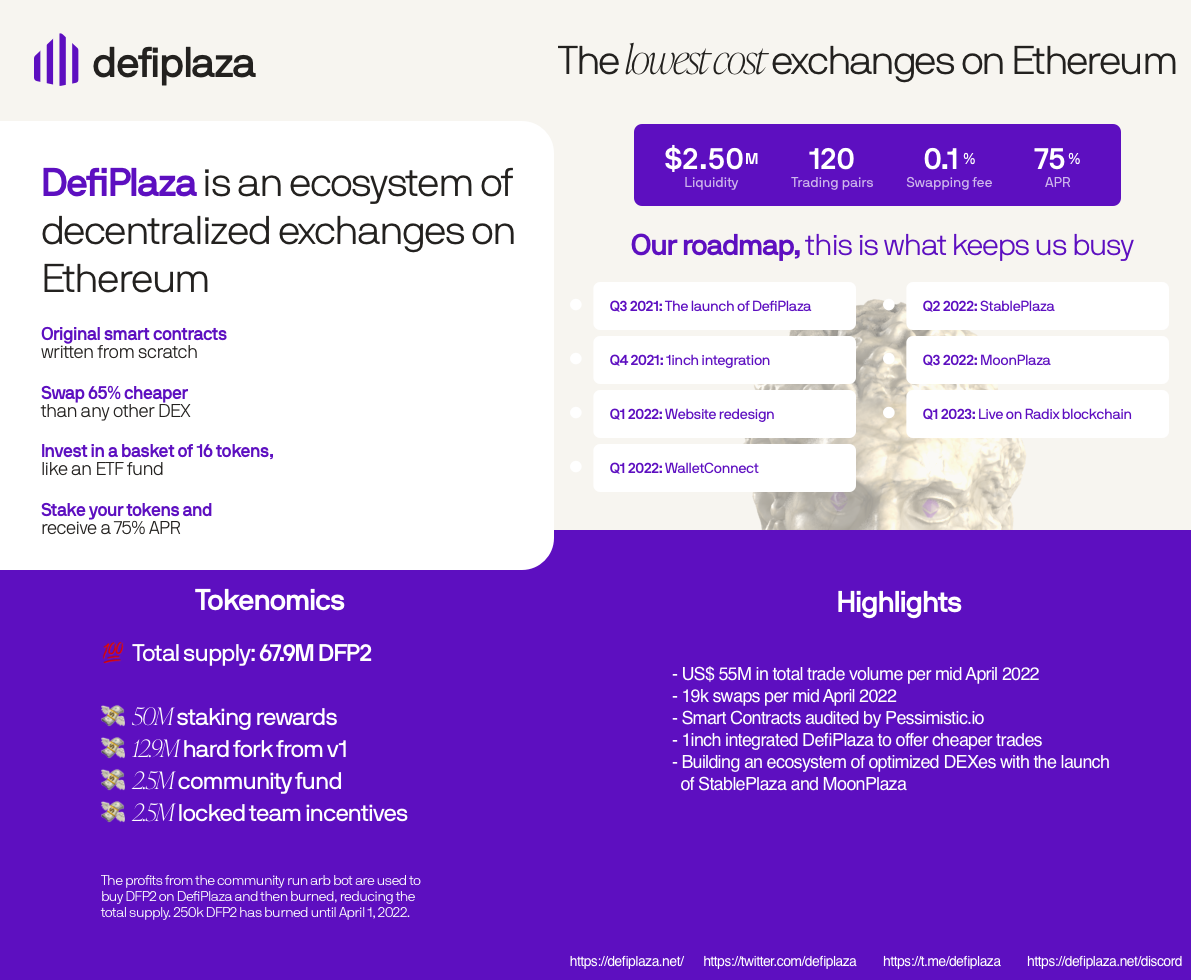 defiplaza
The lowest cost exchanges on Ethereum
DefiPlaza is an ecosystem of
decentralized exchanges on
Ethereum
Original smart contracts
written from scratch
Swap 65% cheaper
than any other DEX
Invest in a basket of 16 tokens,
like an ETF fund
Stake your tokens and
receive a 75% APR
$2.50 M 120 0.1 % 75 %
Liquidity Trading pairs Swapping fee APR
Our roadmap, this is what keeps us busy
Q3 2021: The launch of DefiPlaza
Q4 2021: 1inch integration
Q1 2022: Website redesign
Q1 2022: WalletConnect
Q2 2022: StablePlaza
Q3 2022: MoonPlaza
Q1 2023: Live on Radix blockchain
Tokenomics
💯 Total supply: 67.9M DFP2
💸 50M staking rewards
💸 12.9M hard fork from v1
💸 2.5M community fund
💸 2.5M locked team incentives
The profits from the community run arb bot are used to
buy DFP2 on DefiPlaza and then burned, reducing the
total supply. 250k DFP2 has burned until April 1, 2022.
Highlights
- US$ 55M in total trade volume per mid April 2022
- 19k swaps per mid April 2022
- Smart Contracts audited by Pessimistic.io
- 1inch integrated DefiPlaza to offer cheaper trades
- Building an ecosystem of optimized DEXes with the launch
of StablePlaza and MoonPlaza
https://defiplaza.net/ https://twitter.com/defiplaza https://t.me/defiplaza https://defiplaza.net/discord